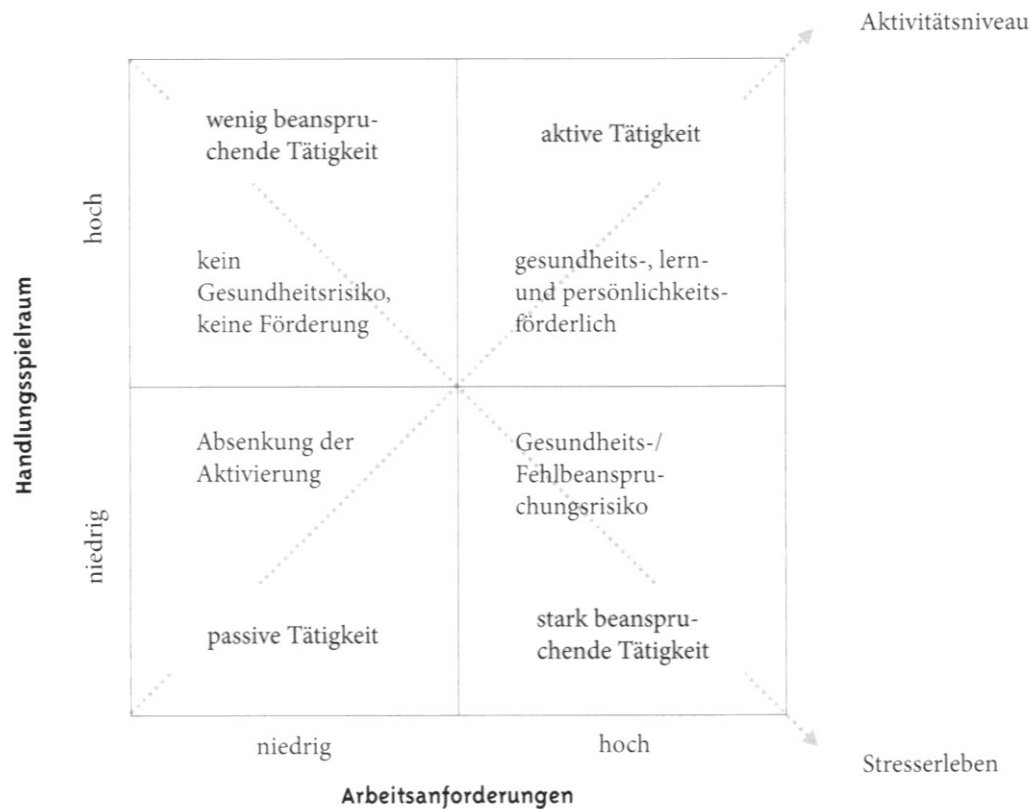 Aktivitätsniveau
wenig beanspru-
chende Tätigkeit
aktive Tätigkeit
hoch
kein
Gesundheitsrisiko,
keine Förderung
gesundheits-, lern-
und persönlichkeits-
förderlich
Handlungsspielraum
Absenkung der
Aktivierung
Gesundheits-/
Fehlbeanspru-
chungsrisiko
niedrig
passive Tätigkeit
stark beanspru-
chende Tätigkeit
niedrig
hoch
Stresserleben
Arbeitsanforderungen